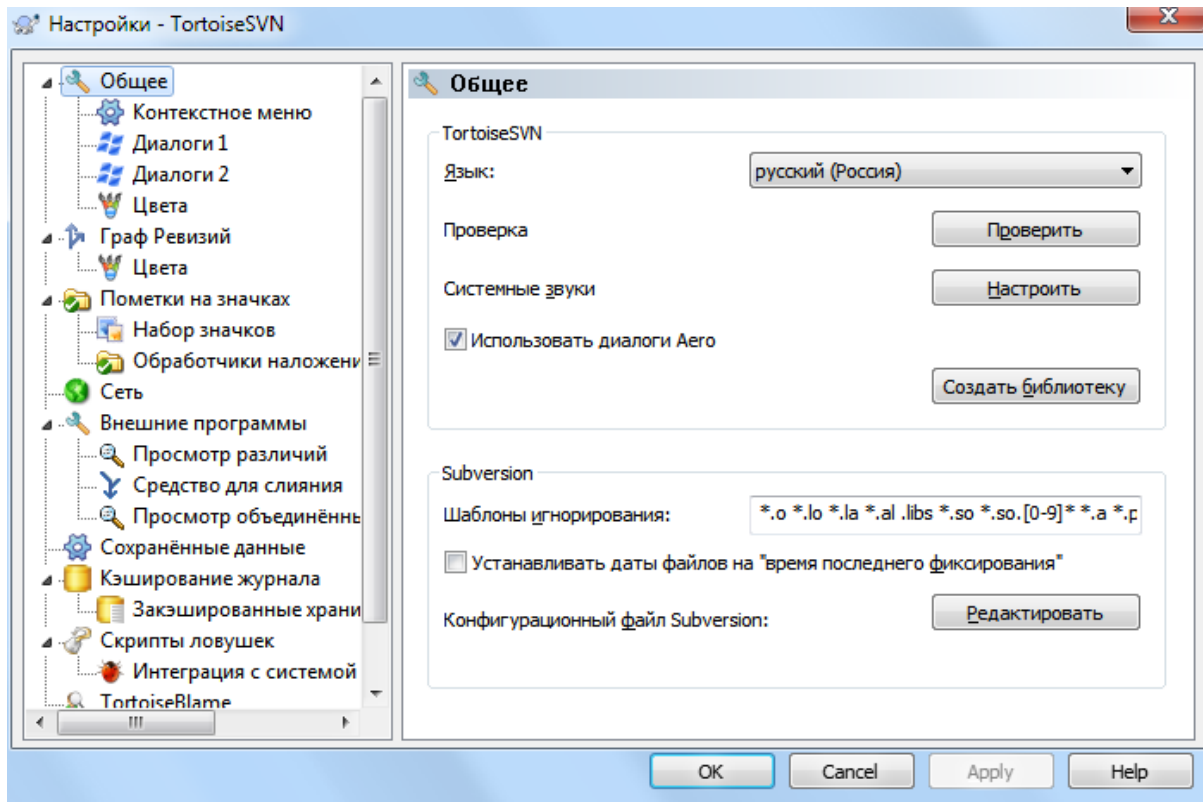 Настройки - TortoiseSVN
Общее
Контекстное меню
Диалоги 1
Диалоги 2
Цвета
Граф Ревизий
Цвета
Пометки на значках
Набор значков
Обработчики наложени
Сеть
Внешние программы
Просмотр различий
Средство для слияния
Просмотр объединённь
Сохранённые данные
Кэширование журнала
Закэшированные храни
Скрипты ловушек
Интеграция с системой
TortoiseBlame
Общее
TortoiseSVN
Язык:
русский (Россия)
Проверка
Проверить
Системные звуки
Настроить
Использовать диалоги Aero
Создать библиотеку
Subversion
Шаблоны игнорирования:
*.o *.lo *.la *.al .libs *.so *.so.[0-9]* *.a *.p
Устанавливать даты файлов на "время последнего фиксирования"
Конфигурационный файл Subversion:
Редактировать
OK
Cancel
Apply
Help